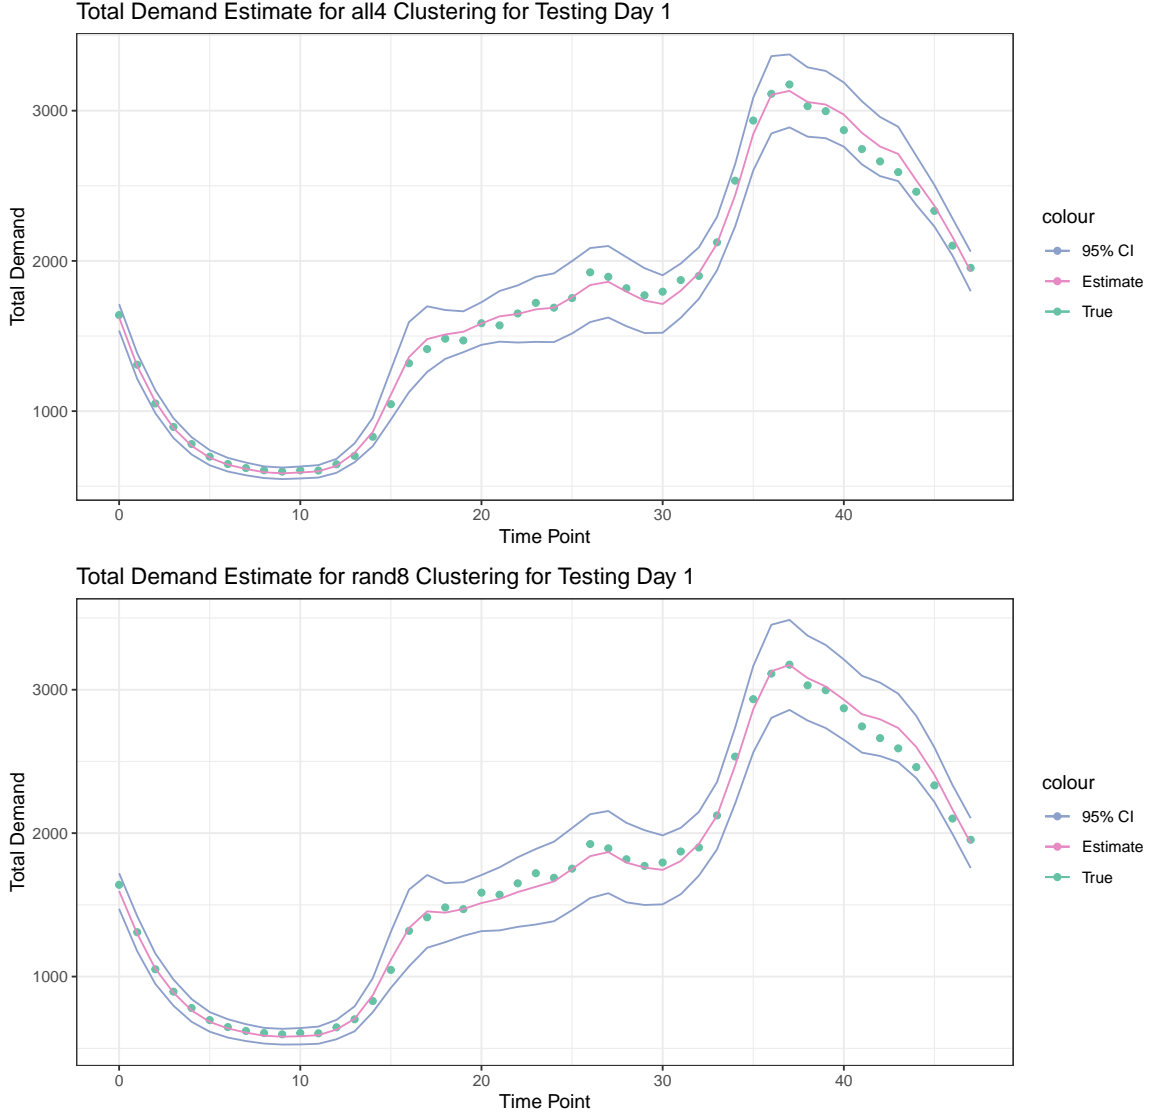 Total Demand Estimate for all4 Clustering for Testing Day 1
Total Demand
3000
2000
1000
0 10 20 30 40
Time Point
colour
95% CI
Estimate
True
Total Demand Estimate for rand8 Clustering for Testing Day 1
Total Demand
3000
2000
1000
0 10 20 30 40
Time Point
colour
95% CI
Estimate
True